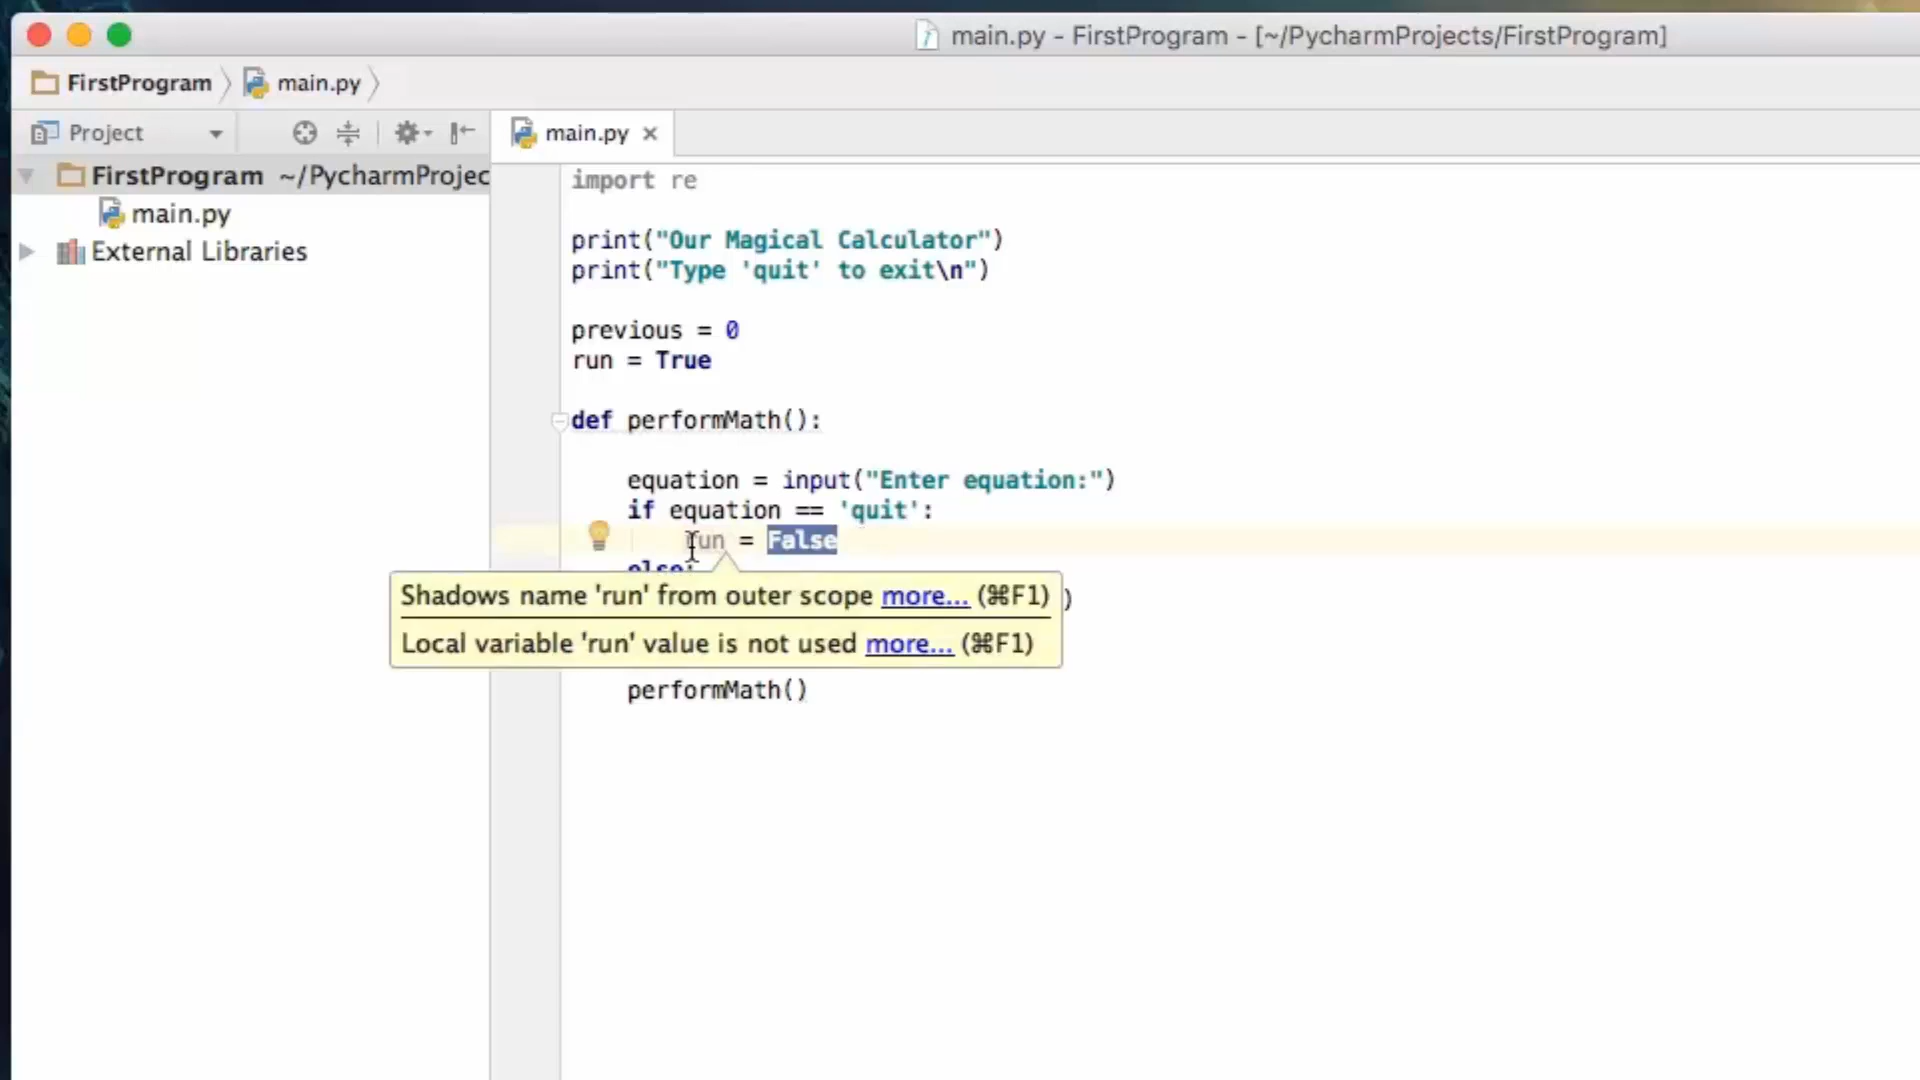 main.py - FirstProgram - [~/PycharmProjects/FirstProgram]
FirstProgram
main.py
Project
main.py
FirstProgram ~/PycharmProjec
main.py
External Libraries
import re
print("Our Magical Calculator")
print("Type 'quit' to exit\n")
previous = 0
run = True
def performMath():
equation = input("Enter equation:")
if equation == 'quit':
run = False
else:
Shadows name 'run' from outer scope more... (⌘F1) )
Local variable 'run' value is not used more... (⌘F1)
performMath()